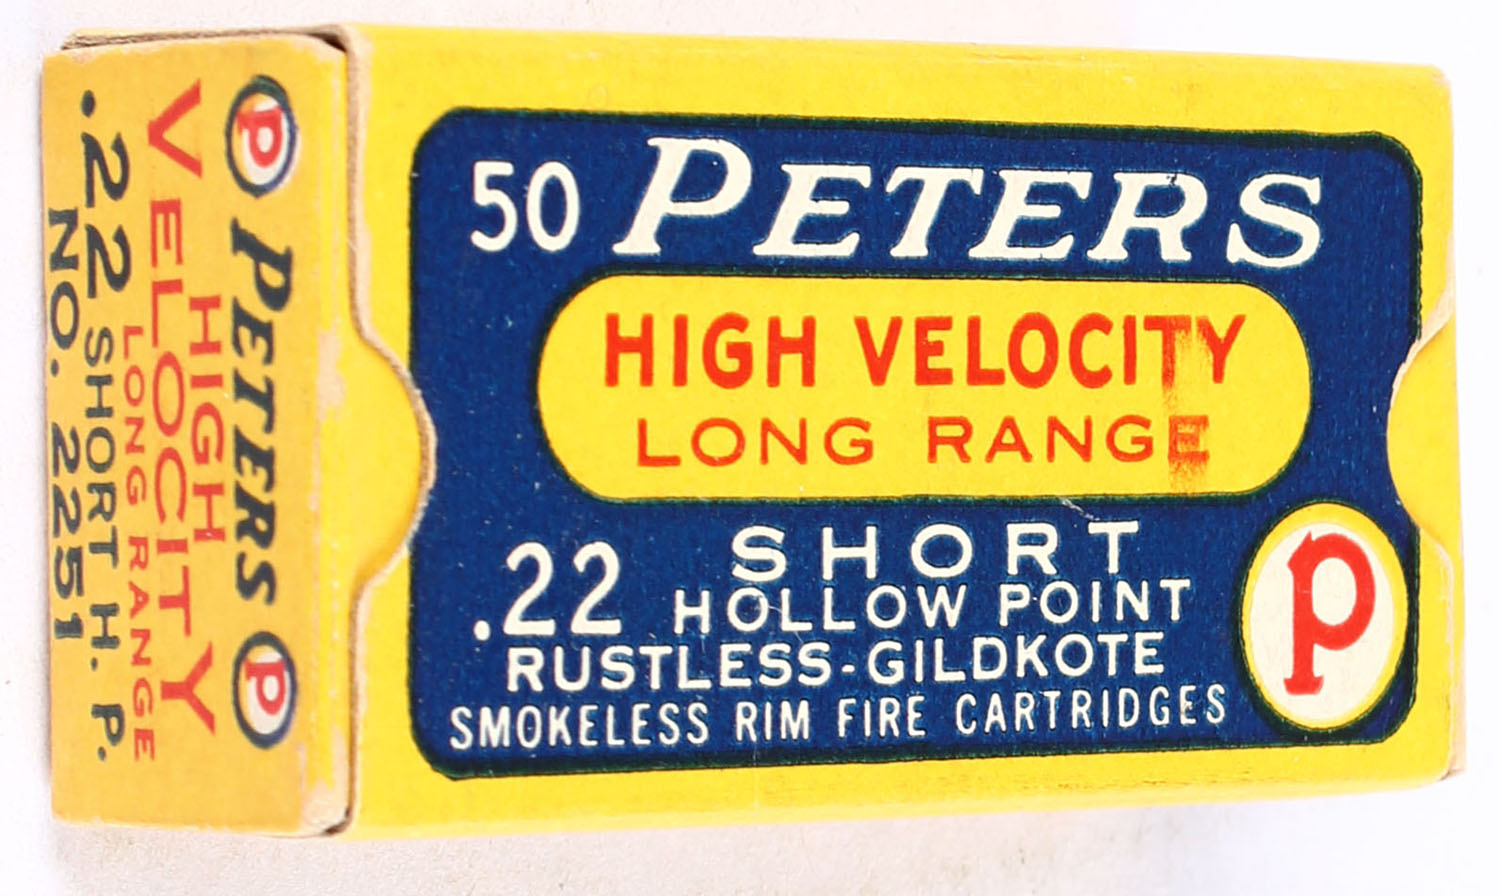 50 PETERS
HIGH VELOCITY
LONG RANGE
.22 SHORT
HOLLOW POINT
RUSTLESS-GILDKOTE
SMOKELESS RIM FIRE CARTRIDGES
P
P PETERS P
HIGH
VELOCITY
LONG RANGE
.22 SHORT H. P.
NO. 2251